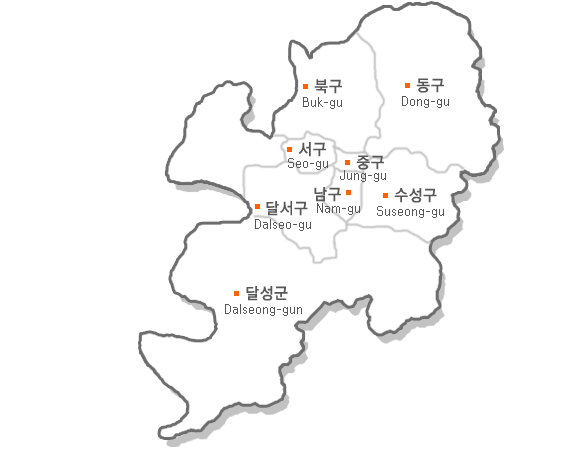 북구
Buk-gu
동구
Dong-gu
서구
Seo-gu
중구
Jung-gu
남구
Nam-gu
수성구
Suseong-gu
달서구
Dalseo-gu
달성군
Dalseong-gun